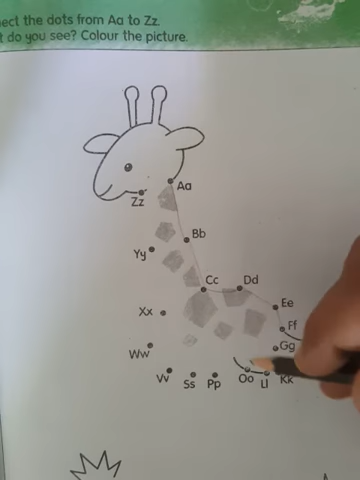 nect the dots from Aa to Zz.
t do you see? Colour the picture.
Aa
Zz
Bb
Yy
Cc
Dd
Ee
Xx
Ff
Gg
Ww
Vv
Ss
Pp
Oo
Ll
Kk